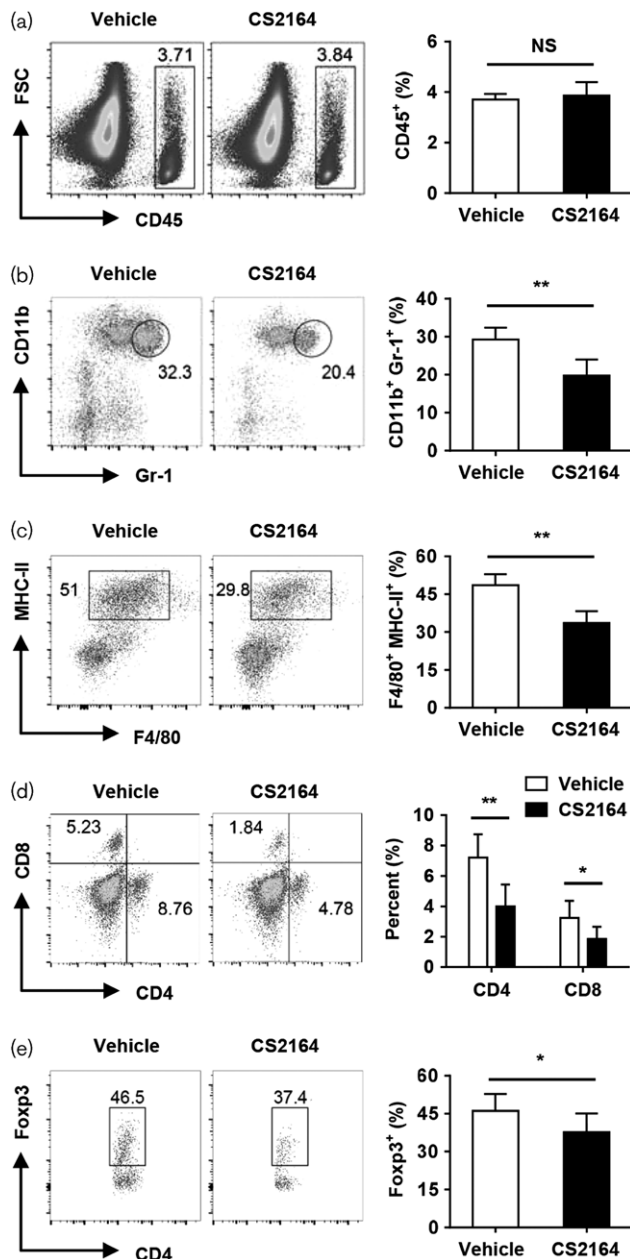 (a) Vehicle CS2164
3.71 3.84
FSC
CD45
CD45+ (%)
6
4
2
0
NS
Vehicle CS2164
(b) Vehicle CS2164
CD11b
32.3 20.4
Gr-1
CD11b+ Gr-1+ (%)
40
30
20
10
0
**
Vehicle CS2164
(c) Vehicle CS2164
MHC-II
51 29.8
F4/80
F4/80+ MHC-II+ (%)
60
45
30
15
0
**
Vehicle CS2164
(d) Vehicle CS2164
5.23 1.84
CD8
8.76 4.78
CD4
Vehicle
CS2164
Percent (%)
10
8
6
4
2
0
**
*
CD4 CD8
(e) Vehicle CS2164
46.5 37.4
Foxp3
CD4
Foxp3+ (%)
60
45
30
15
0
*
Vehicle CS2164